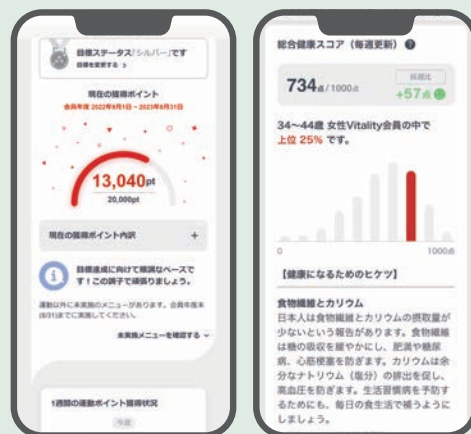 目標ステータス「シルバー」です
目標を変更する >
現在の獲得ポイント
会員年度 2022年9月1日 ~ 2023年8月31日
13,040pt
20,000pt
現在の獲得ポイント内訳 +
目標達成に向けて順調なペースで
す!この調子で頑張りましょう。
運動以外に未実施のメニューがあります。会員年度末
(8/31)までに実施してください。
未実施メニューを確認する
1週間の運動ポイント獲得状況
今週
総合健康スコア(毎週更新)?
734点/1000点
前週比
+57点
34~44歳 女性Vitality会員の中で
上位 25% です。
0
1000点
【健康になるためのヒケツ】
食物繊維とカリウム
日本人は食物繊維とカリウムの摂取量が
少ないという報告があります。食物繊維
は糖の吸収を緩やかにし、肥満や糖尿
病、心筋梗塞を防ぎます。カリウムは余
分なナトリウム(塩分)の排出を促し、
高血圧を防ぎます。生活習慣病を予防す
るためにも、毎日の食生活で補うように
しましょう。